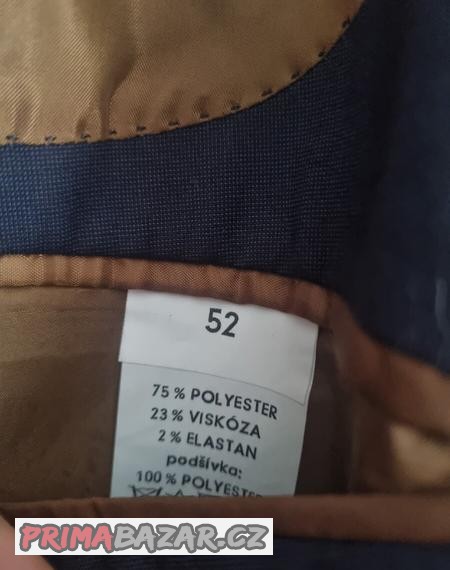 52
75 % POLYESTER
23 % VISKÓZA
2 % ELASTAN
podšívka:
100 % POLYESTER
PRIMABAZAR.CZ